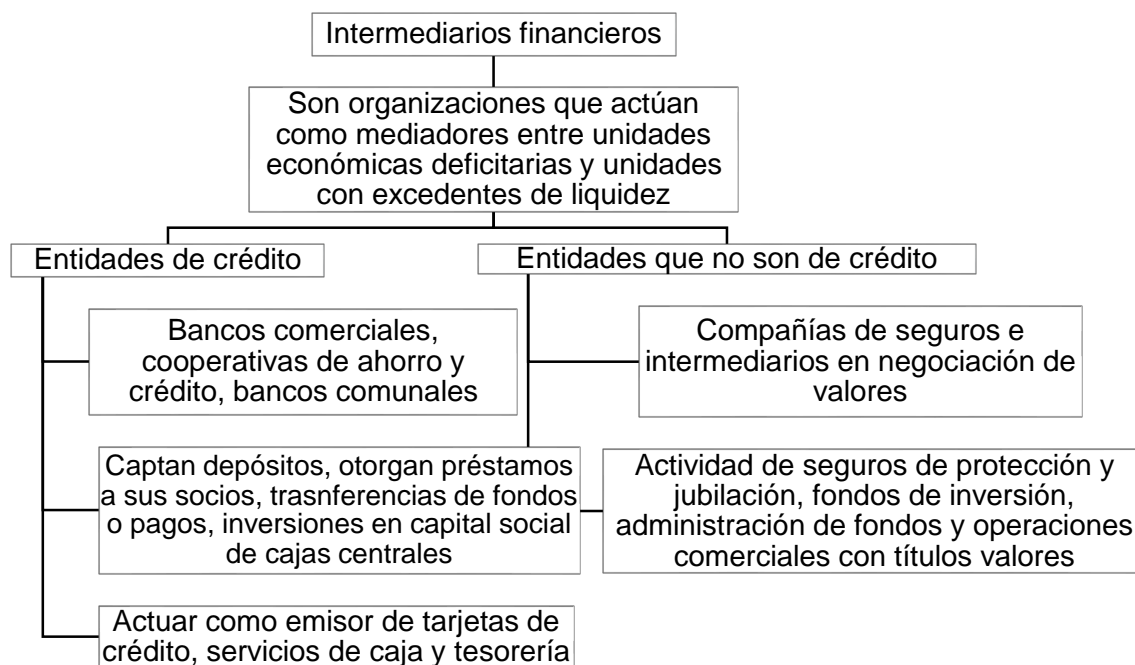 Intermediarios financieros
Son organizaciones que actúan
como mediadores entre unidades
económicas deficitarias y unidades
con excedentes de liquidez
Entidades de crédito
Entidades que no son de crédito
Bancos comerciales,
cooperativas de ahorro y
crédito, bancos comunales
Compañías de seguros e
intermediarios en negociación de
valores
Captan depósitos, otorgan préstamos
a sus socios, trasnferencias de fondos
o pagos, inversiones en capital social
de cajas centrales
Actividad de seguros de protección y
jubilación, fondos de inversión,
administración de fondos y operaciones
comerciales con títulos valores
Actuar como emisor de tarjetas de
crédito, servicios de caja y tesorería